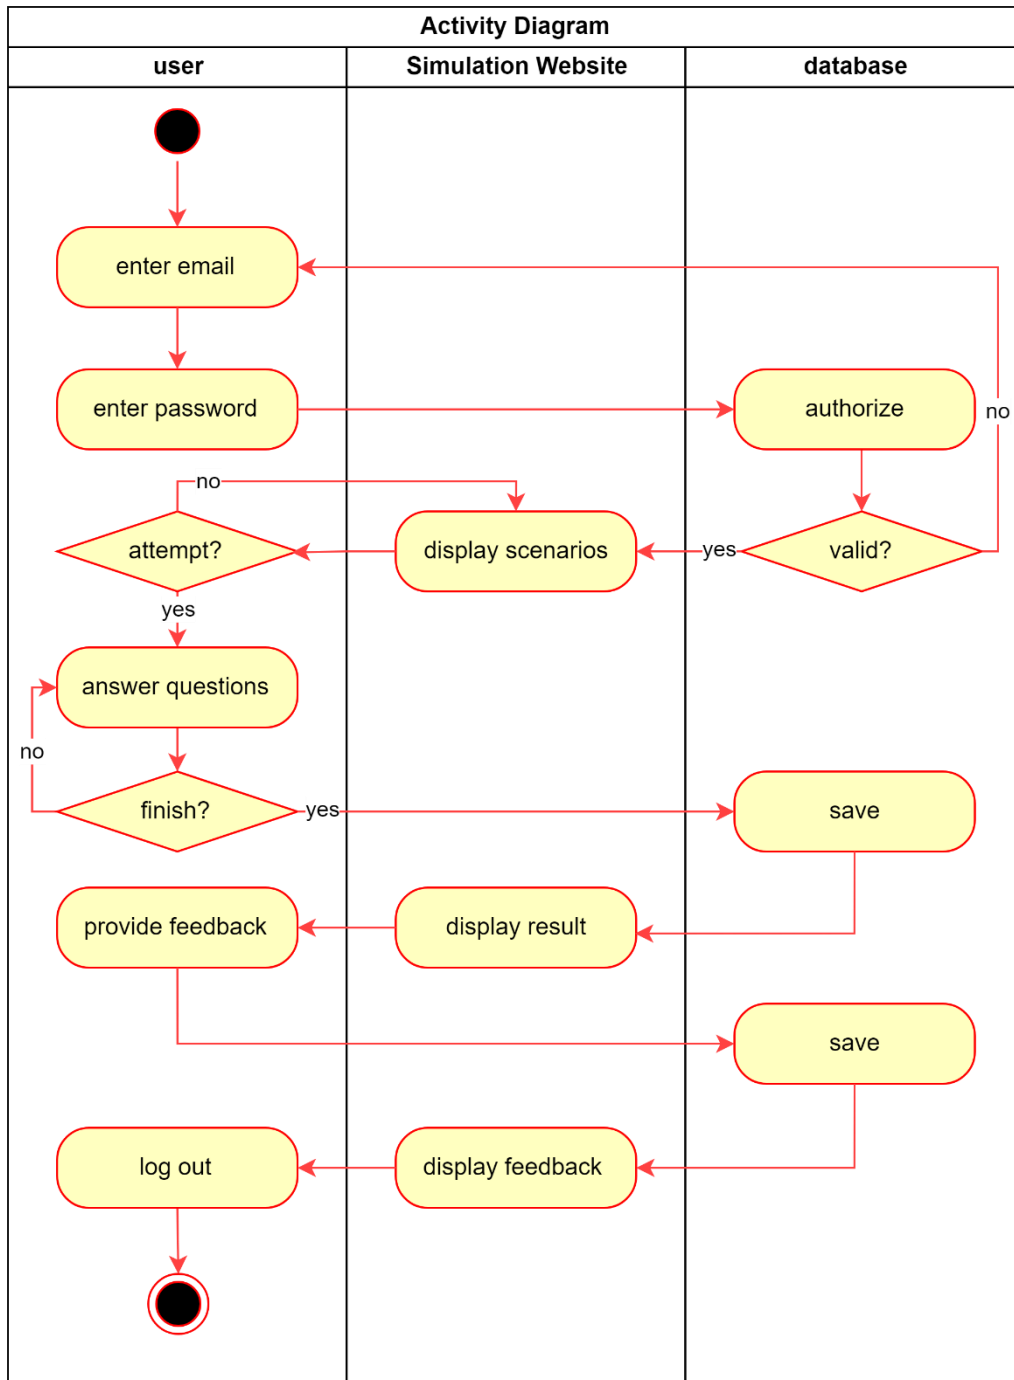 Activity Diagram
user
Simulation Website
database
enter email
enter password
authorize
no
no
attempt?
display scenarios
yes
valid?
yes
answer questions
no
finish?
yes
save
provide feedback
display result
save
log out
display feedback